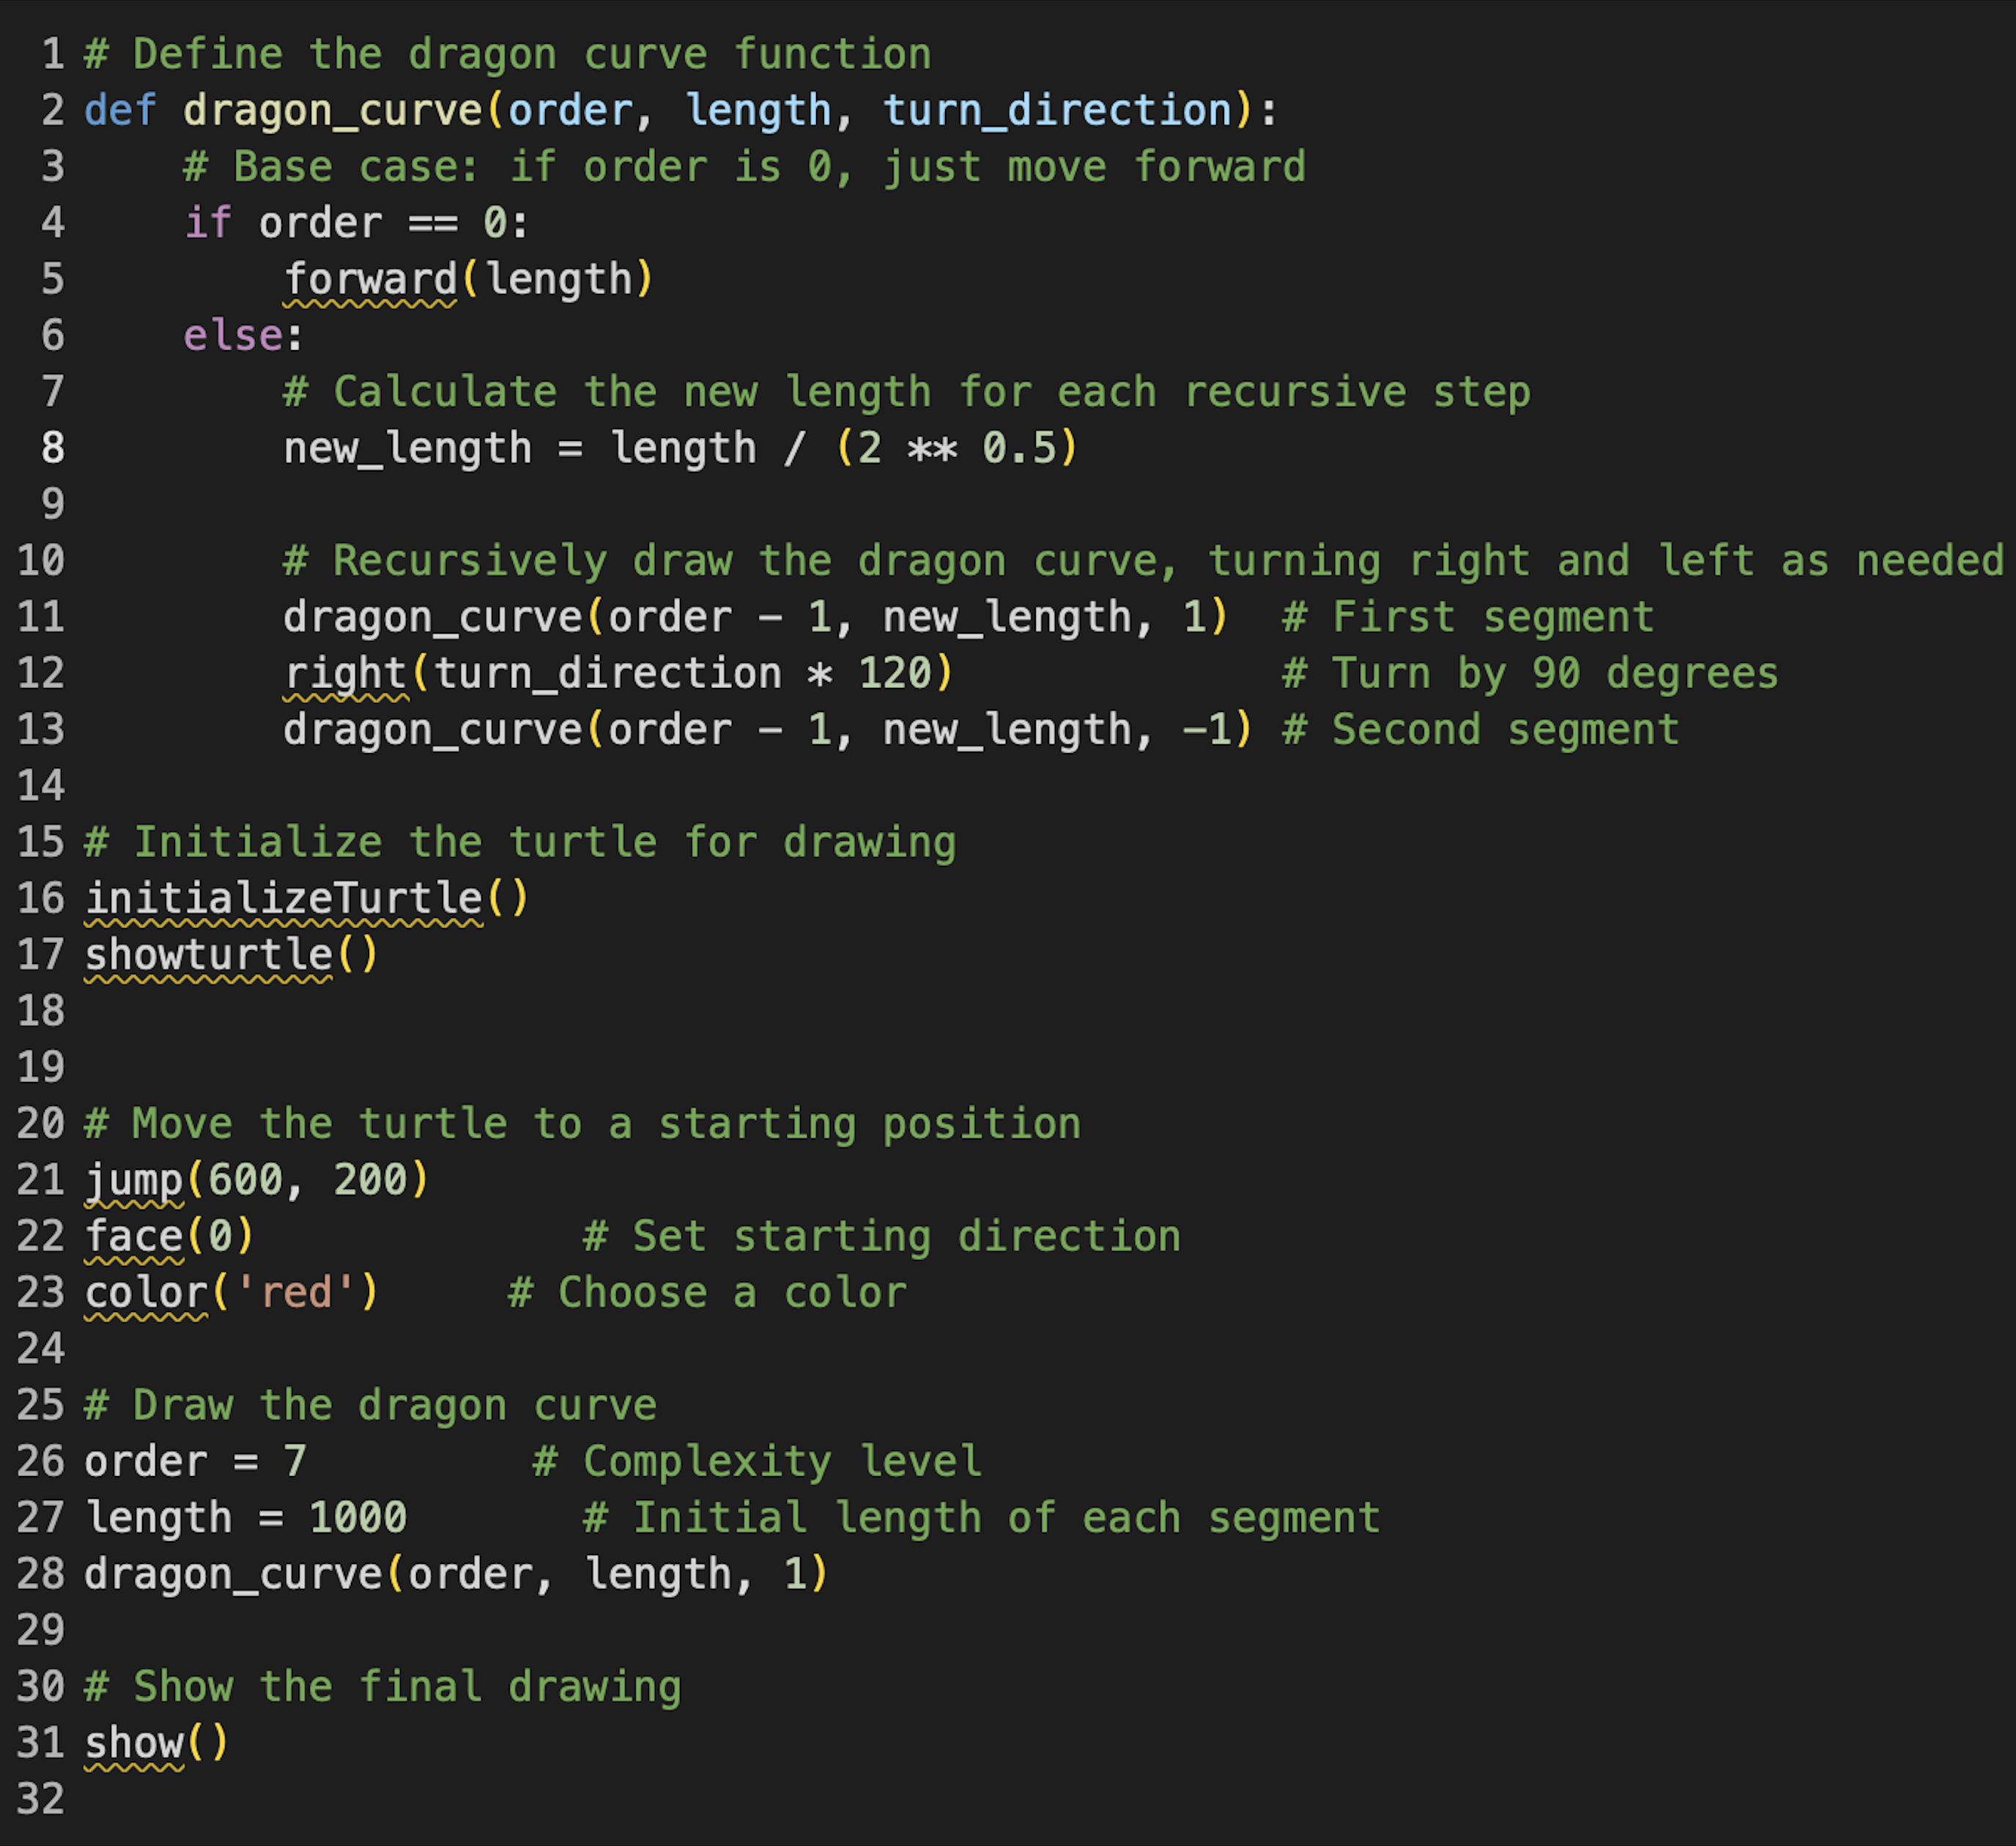 1 # Define the dragon curve function
2 def dragon_curve(order, length, turn_direction):
3     # Base case: if order is 0, just move forward
4     if order == 0:
5         forward(length)
6     else:
7         # Calculate the new length for each recursive step
8         new_length = length / (2 ** 0.5)
9
10         # Recursively draw the dragon curve, turning right and left as needed
11         dragon_curve(order - 1, new_length, 1)  # First segment
12         right(turn_direction * 120)             # Turn by 90 degrees
13         dragon_curve(order - 1, new_length, -1) # Second segment
14
15 # Initialize the turtle for drawing
16 initializeTurtle()
17 showturtle()
18
19
20 # Move the turtle to a starting position
21 jump(600, 200)
22 face(0)             # Set starting direction
23 color('red')     # Choose a color
24
25 # Draw the dragon curve
26 order = 7         # Complexity level
27 length = 1000       # Initial length of each segment
28 dragon_curve(order, length, 1)
29
30 # Show the final drawing
31 show()
32